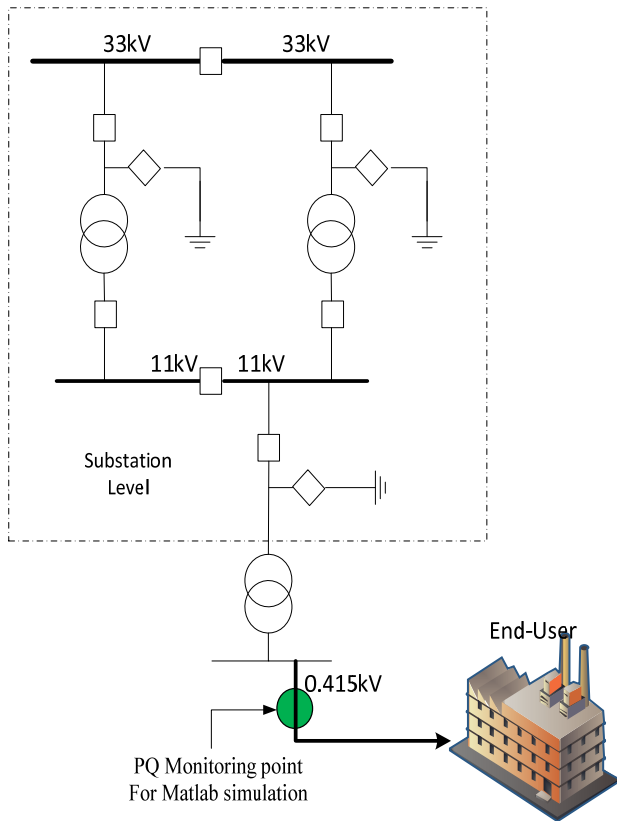 33kV
33kV
11kV
11kV
Substation
Level
End-User
0.415kV
PQ Monitoring point
For Matlab simulation